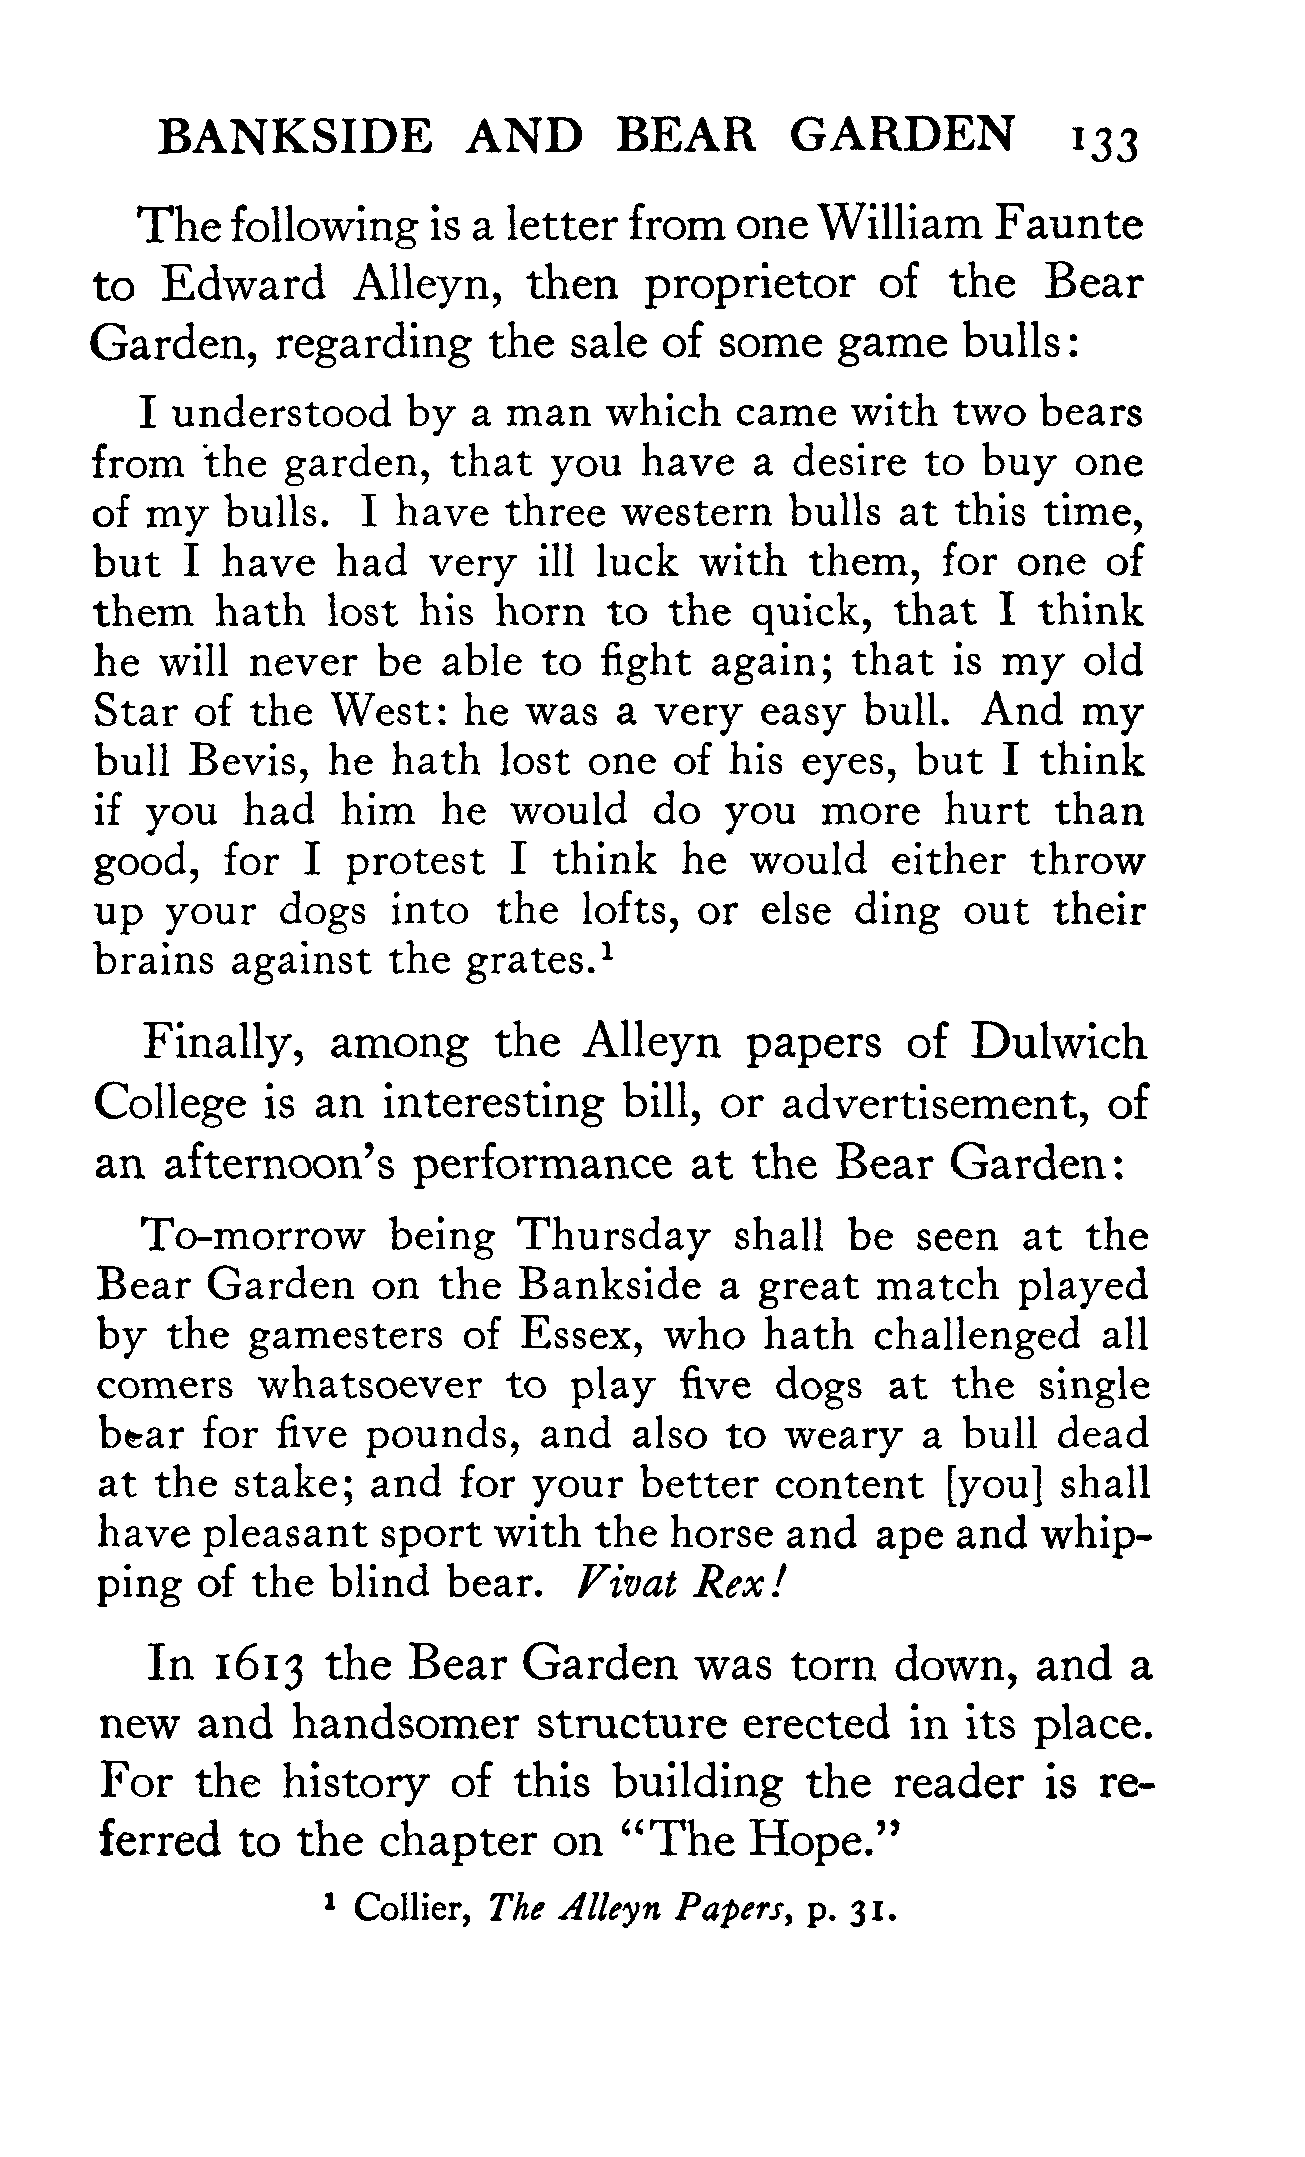 BANKSIDE AND BEAR GARDEN 133
The following is a letter from one William Faunte
to Edward Alleyn, then proprietor of the Bear
Garden, regarding the sale of some game bulls:
I understood by a man which came with two bears
from the garden, that you have a desire to buy one
of my bulls. I have three western bulls at this time,
but I have had very ill luck with them, for one of
them hath lost his horn to the quick, that I think
he will never be able to fight again; that is my old
Star of the West: he was a very easy bull. And my
bull Bevis, he hath lost one of his eyes, but I think
if you had him he would do you more hurt than
good, for I protest I think he would either throw
up your dogs into the lofts, or else ding out their
brains against the grates.¹
Finally, among the Alleyn papers of Dulwich
College is an interesting bill, or advertisement, of
an afternoon's performance at the Bear Garden:
To-morrow being Thursday shall be seen at the
Bear Garden on the Bankside a great match played
by the gamesters of Essex, who hath challenged all
comers whatsoever to play five dogs at the single
bear for five pounds, and also to weary a bull dead
at the stake; and for your better content [you] shall
have pleasant sport with the horse and ape and whip-
ping of the blind bear. Vivat Rex!
In 1613 the Bear Garden was torn down, and a
new and handsomer structure erected in its place.
For the history of this building the reader is re-
ferred to the chapter on "The Hope."
¹ Collier, The Alleyn Papers, p. 31.